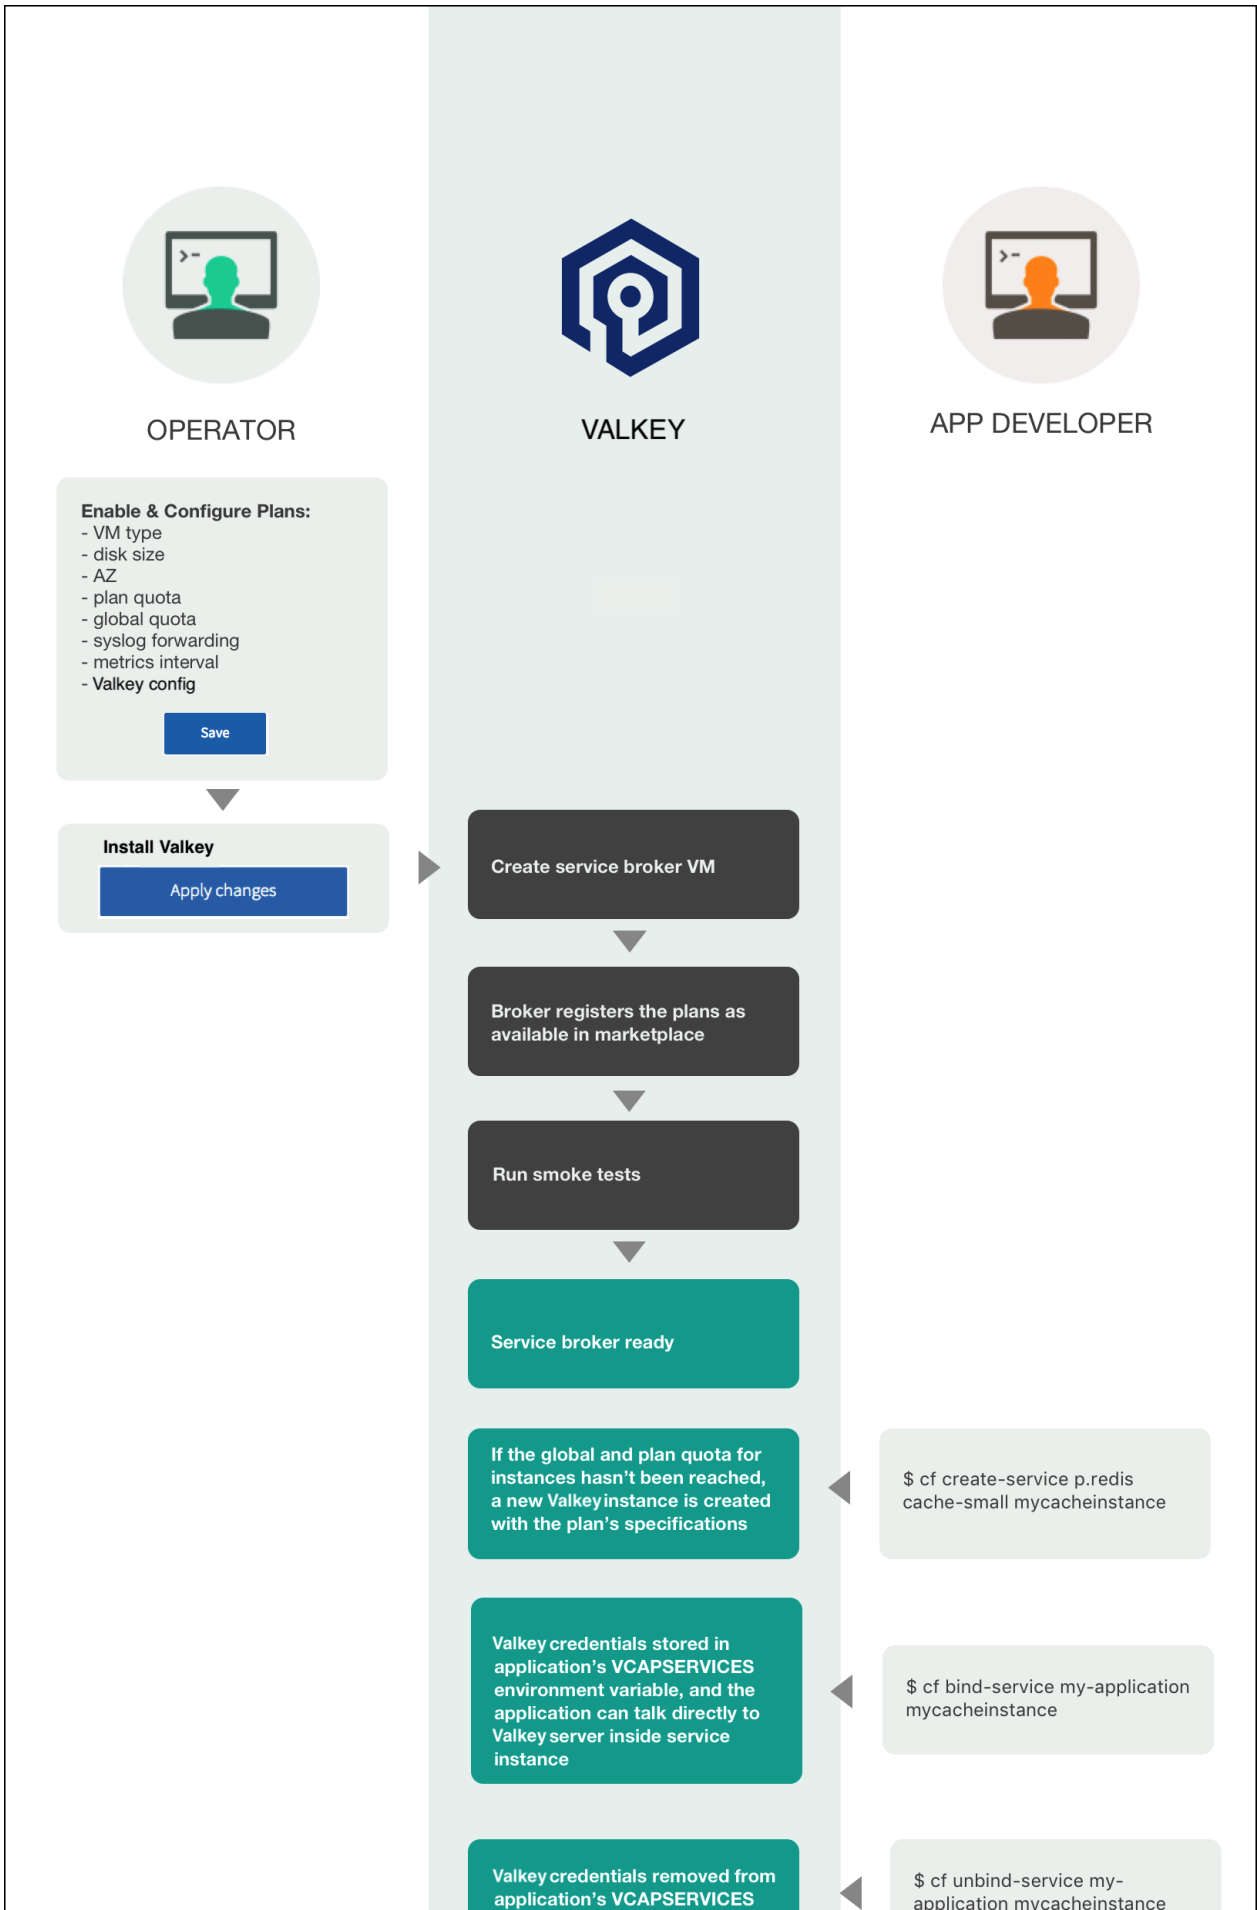 OPERATOR
VALKEY
APP DEVELOPER
Enable & Configure Plans:
- VM type
- disk size
- AZ
- plan quota
- global quota
- syslog forwarding
- metrics interval
- Valkey config
Save
Install Valkey
Apply changes
Create service broker VM
Broker registers the plans as
available in marketplace
Run smoke tests
Service broker ready
If the global and plan quota for
instances hasn't been reached,
a new Valkey instance is created
with the plan's specifications
$ cf create-service p.redis
cache-small mycacheinstance
Valkey credentials stored in
application's VCAPSERVICES
environment variable, and the
application can talk directly to
Valkey server inside service
instance
$ cf bind-service my-application
mycacheinstance
Valkey credentials removed from
application's VCAPSERVICES
$ cf unbind-service my-
application mycacheinstance